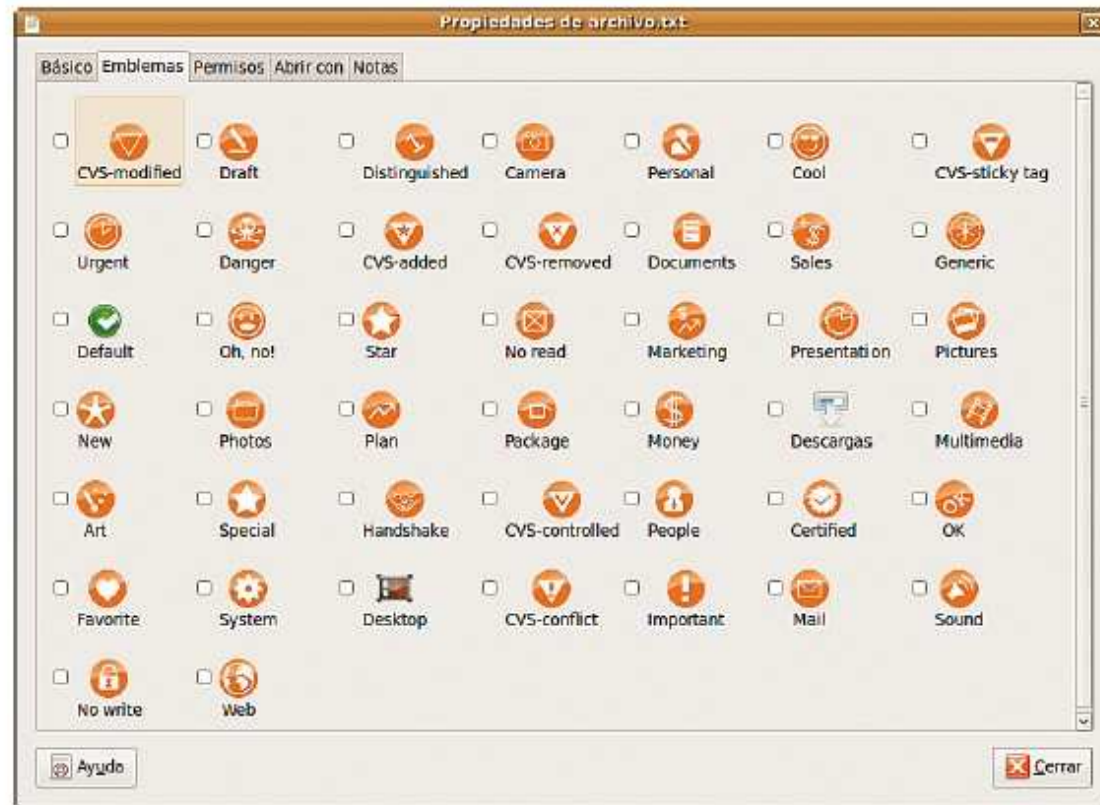 Propiedades de archivo.txt
Básico Emblemas Permisos Abrir con Notas
CVS-modified Draft Distinguished Camera Personal Cool CVS-sticky tag
Urgent Danger CVS-added CVS-removed Documents Sales Generic
Default Oh, no! Star No read Marketing Presentation Pictures
New Photos Plan Package Money Descargas Multimedia
Art Special Handshake CVS-controlled People Certified OK
Favorite System Desktop CVS-conflict Important Mail Sound
No write Web
Ayuda Cerrar